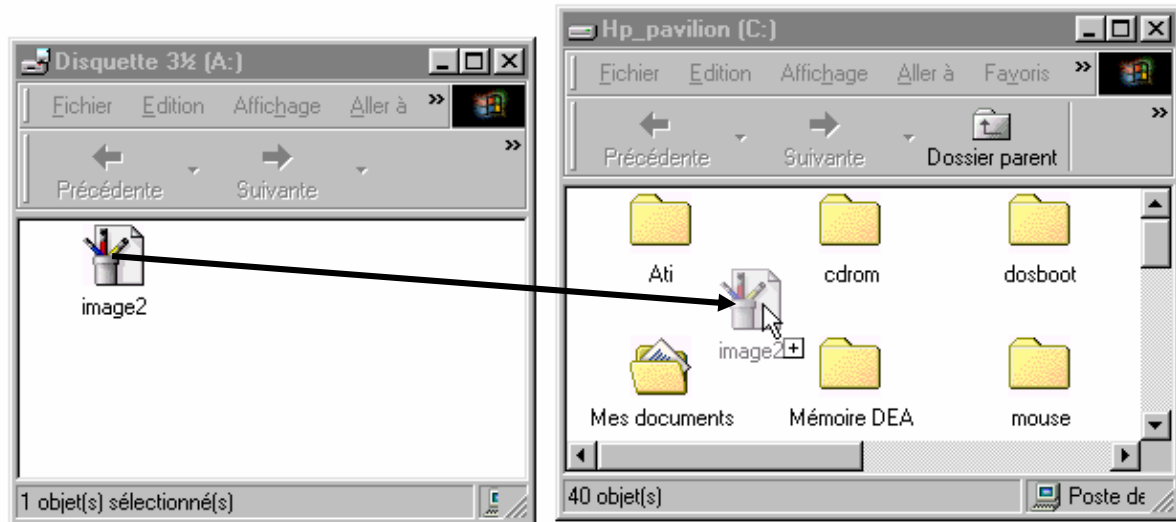 Disquette 3½ (A:)
Fichier Edition Affichage Aller à »
Précédente Suivante »
image2
1 objet(s) sélectionné(s)
Hp_pavilion (C:)
Fichier Edition Affichage Aller à Favoris »
Précédente Suivante Dossier parent »
Ati cdrom dosboot
image2
Mes documents Mémoire DEA mouse
40 objet(s) Poste de